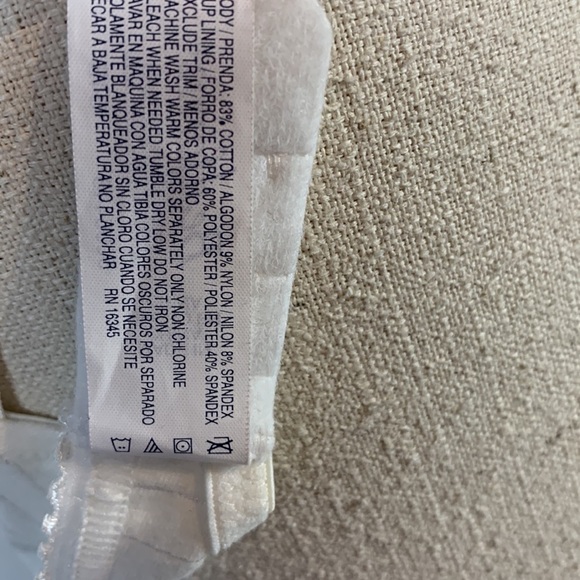 ODY / PRENDA: 83% COTTON / ALGODON 9% NYLON / NILON 8% SPANDEX
UP LINING / FORRO DE COPA: 60% POLYESTER / POLIESTER 40% SPANDEX
XCLUDE TRIM / MENOS ADORNO
ACHINE WASH WARM COLORS SEPARATELY ONLY NON CHLORINE
LEACH WHEN NEEDED TUMBLE DRY LOW DO NOT IRON
AVAR EN MAQUINA CON AGUA TIBIA COLORES OSCUROS POR SEPARADO
OLAMENTE BLANQUEADOR SIN CLORO CUANDO SE NECESITE
ECAR A BAJA TEMPERATURA NO PLANCHAR RN 16345